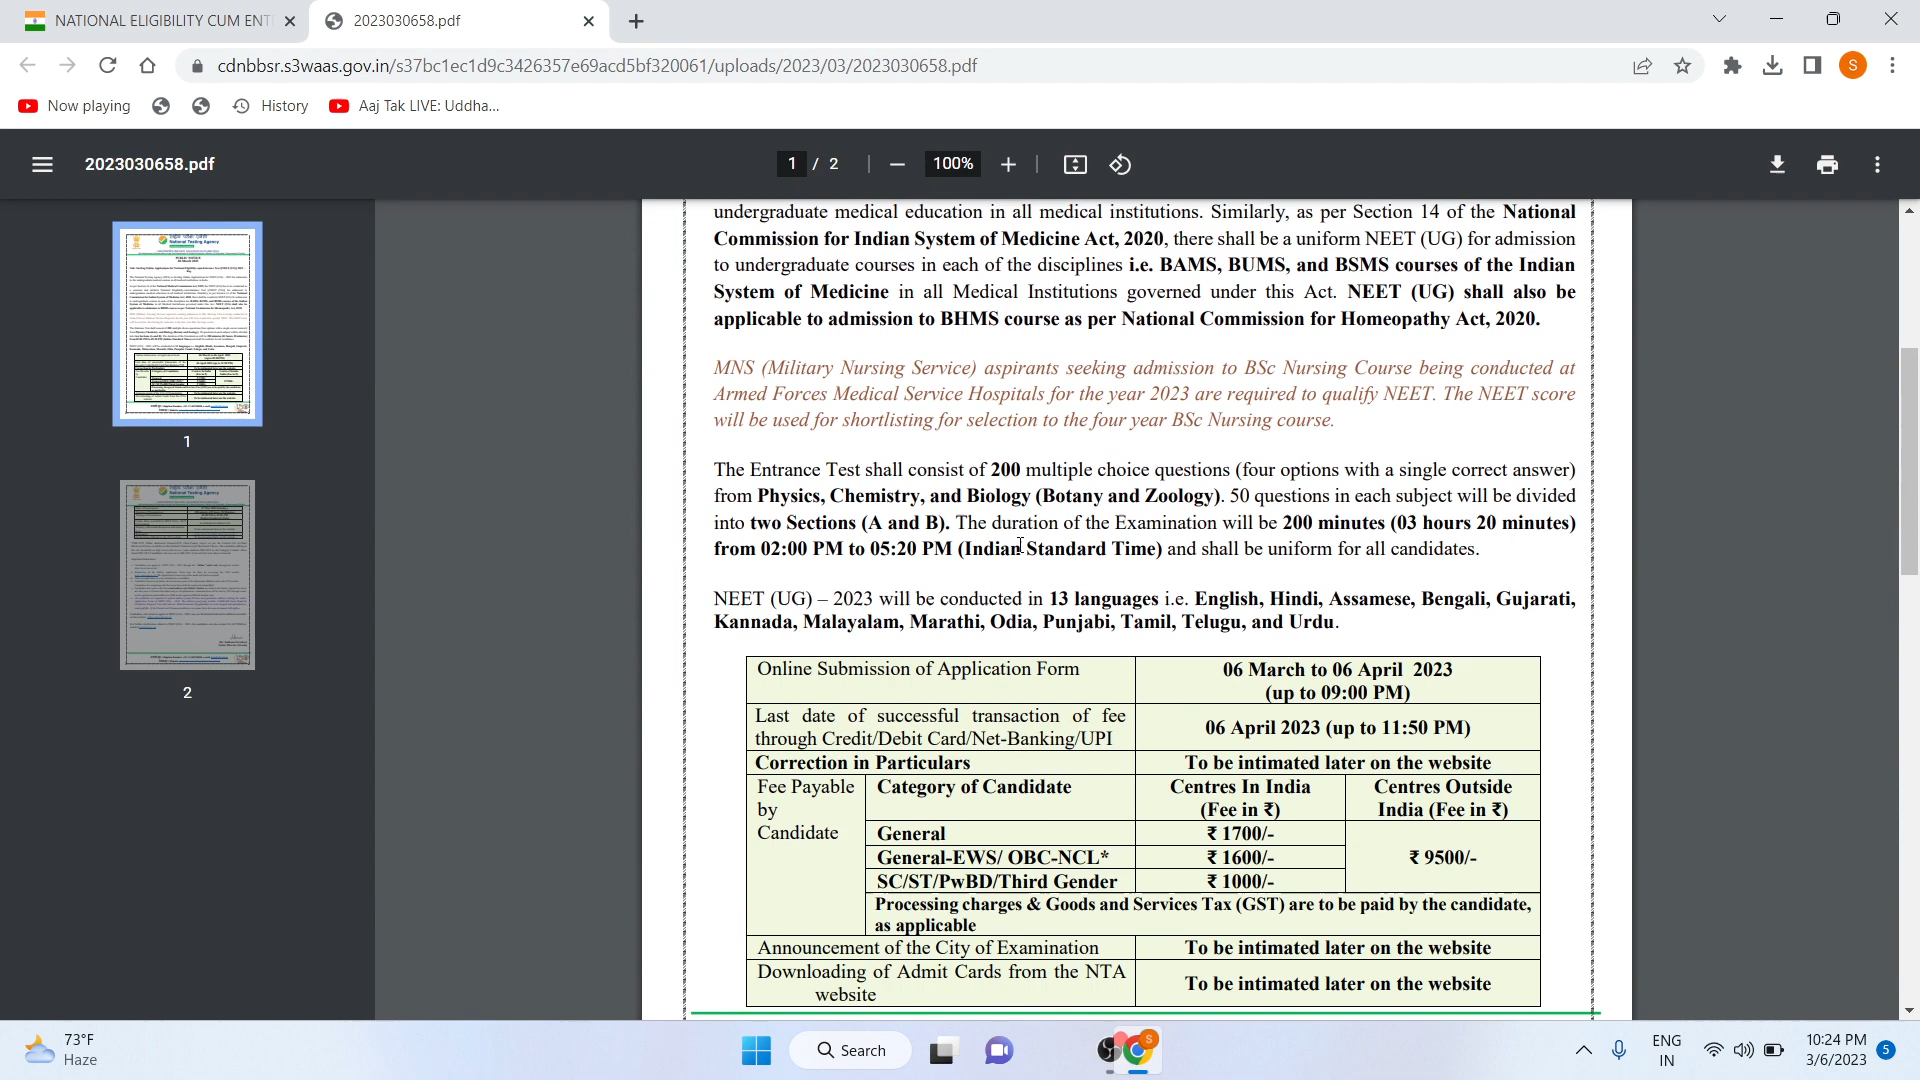 NATIONAL ELIGIBILITY CUM ENT
2023030658.pdf
cdnbbsr.s3waas.gov.in/s37bc1ec1d9c3426357e69acd5bf320061/uploads/2023/03/2023030658.pdf
S
Now playing
History
Aaj Tak LIVE: Uddha...
2023030658.pdf
1 / 2
100%
National Testing Agency
1
2
undergraduate medical education in all medical institutions. Similarly, as per Section 14 of the National
Commission for Indian System of Medicine Act, 2020, there shall be a uniform NEET (UG) for admission
to undergraduate courses in each of the disciplines i.e. BAMS, BUMS, and BSMS courses of the Indian
System of Medicine in all Medical Institutions governed under this Act. NEET (UG) shall also be
applicable to admission to BHMS course as per National Commission for Homeopathy Act, 2020.
MNS (Military Nursing Service) aspirants seeking admission to BSc Nursing Course being conducted at
Armed Forces Medical Service Hospitals for the year 2023 are required to qualify NEET. The NEET score
will be used for shortlisting for selection to the four year BSc Nursing course.
The Entrance Test shall consist of 200 multiple choice questions (four options with a single correct answer)
from Physics, Chemistry, and Biology (Botany and Zoology). 50 questions in each subject will be divided
into two Sections (A and B). The duration of the Examination will be 200 minutes (03 hours 20 minutes)
from 02:00 PM to 05:20 PM (Indian Standard Time) and shall be uniform for all candidates.
NEET (UG) – 2023 will be conducted in 13 languages i.e. English, Hindi, Assamese, Bengali, Gujarati,
Kannada, Malayalam, Marathi, Odia, Punjabi, Tamil, Telugu, and Urdu.
Online Submission of Application Form
06 March to 06 April 2023
(up to 09:00 PM)
Last date of successful transaction of fee
through Credit/Debit Card/Net-Banking/UPI
06 April 2023 (up to 11:50 PM)
Correction in Particulars
To be intimated later on the website
Fee Payable
by
Candidate
Category of Candidate
Centres In India
(Fee in ₹)
Centres Outside
India (Fee in ₹)
General
₹ 1700/-
General-EWS/ OBC-NCL*
₹ 1600/-
₹ 9500/-
SC/ST/PwBD/Third Gender
₹ 1000/-
Processing charges & Goods and Services Tax (GST) are to be paid by the candidate,
as applicable
Announcement of the City of Examination
To be intimated later on the website
Downloading of Admit Cards from the NTA
website
To be intimated later on the website
73°F
Haze
Search
S
ENG
IN
10:24 PM
3/6/2023
5